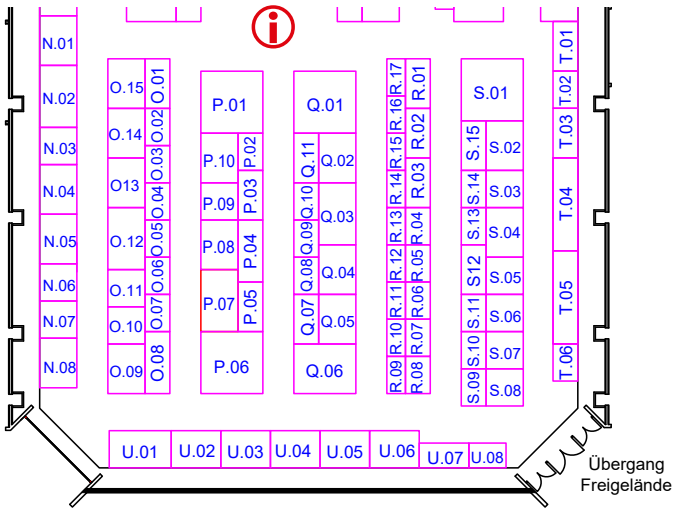 i
N.01
N.02
N.03
N.04
N.05
N.06
N.07
N.08
O.15
O.14
O13
O.12
O.11
O.10
O.09
O.01
O.02
O.03
O.04
O.05
O.06
O.07
O.08
P.01
P.10
P.09
P.08
P.07
P.02
P.03
P.04
P.05
P.06
Q.01
Q.11
Q.10
Q.09
Q.08
Q.07
Q.02
Q.03
Q.04
Q.05
Q.06
R.17
R.16
R.15
R.14
R.13
R.12
R.11
R.10
R.09
R.01
R.02
R.03
R.04
R.05
R.06
R.07
R.08
S.01
S.15
S.14
S.13
S12
S.11
S.10
S.09
S.02
S.03
S.04
S.05
S.06
S.07
S.08
T.01
T.02
T.03
T.04
T.05
T.06
U.01
U.02
U.03
U.04
U.05
U.06
U.07
U.08
Übergang
Freigelände